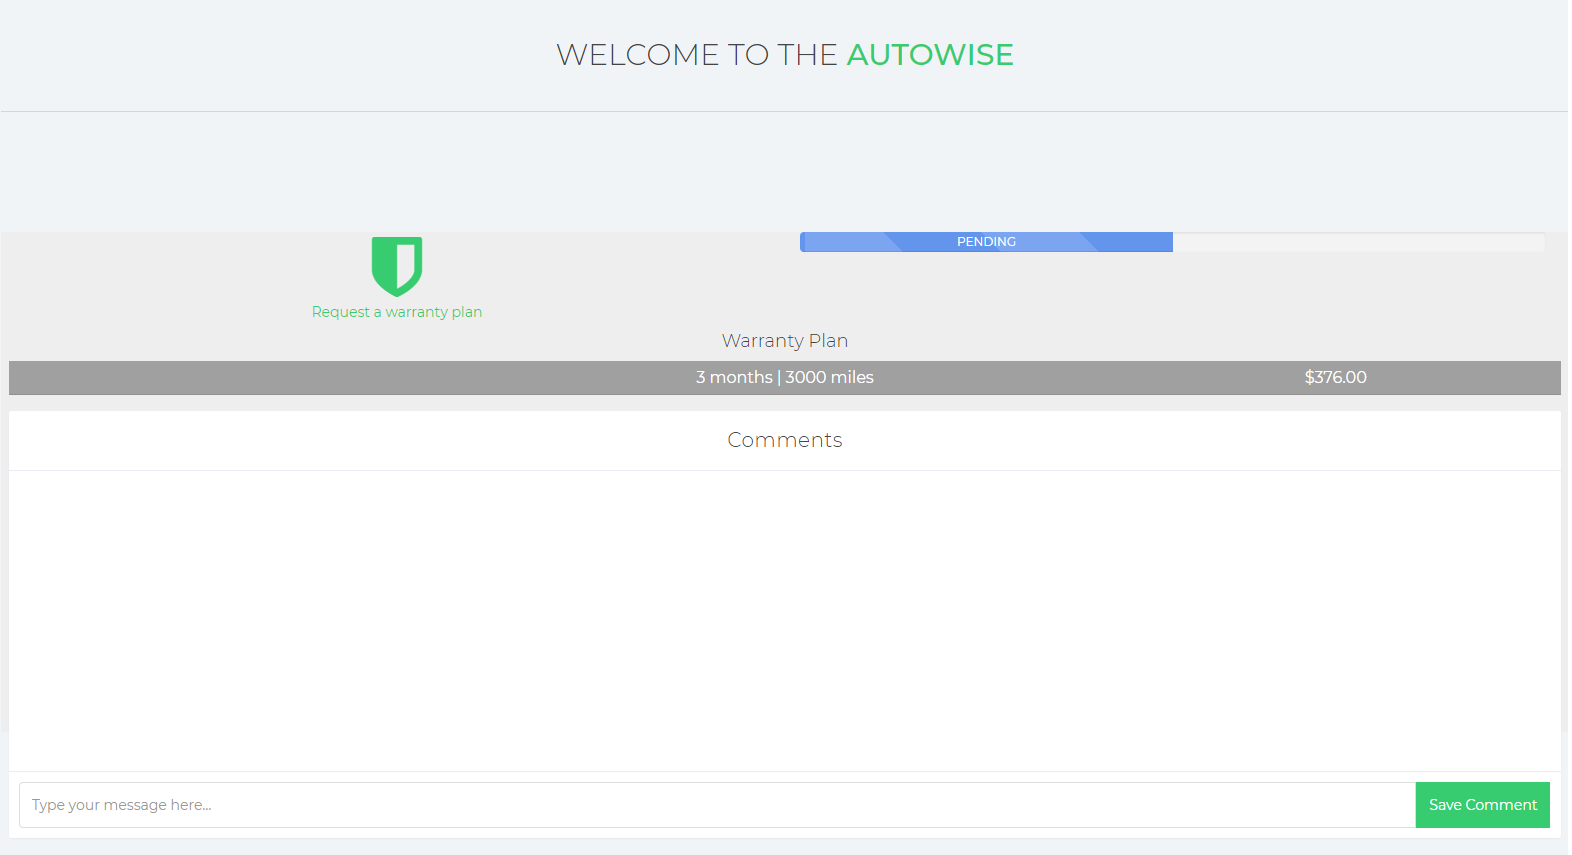 WELCOME TO THE AUTOWISE
PENDING
Request a warranty plan
Warranty Plan
3 months | 3000 miles $376.00
Comments
Type your message here...
Save Comment